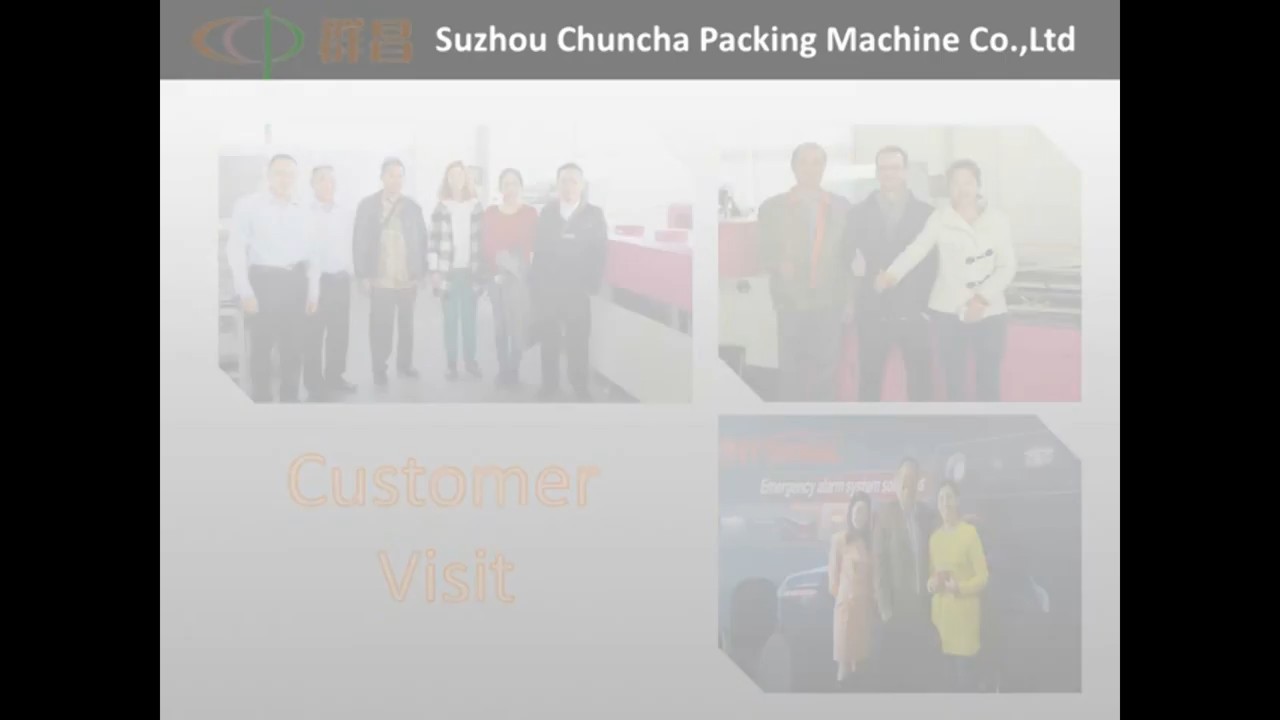 群昌 Suzhou Chuncha Packing Machine Co.,Ltd
Emergency alarm system
Customer
Visit